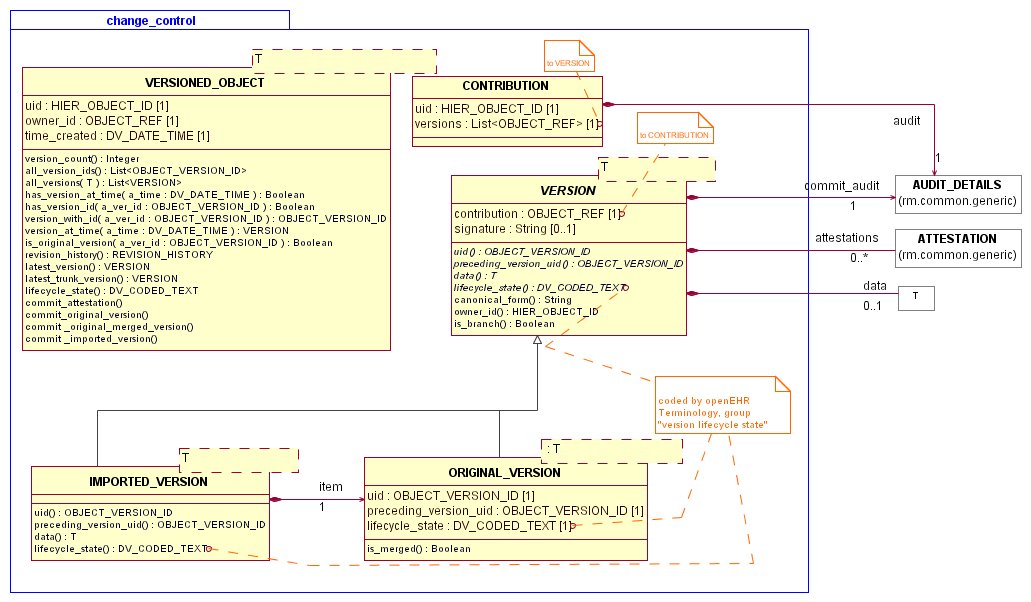 change_control
T
VERSIONED_OBJECT
uid : HIER_OBJECT_ID [1]
owner_id : OBJECT_REF [1]
time_created : DV_DATE_TIME [1]
version_count() : Integer
all_version_ids() : List<OBJECT_VERSION_ID>
all_versions( T ) : List<VERSION>
has_version_at_time( a_time : DV_DATE_TIME ) : Boolean
has_version_id( a_ver_id : OBJECT_VERSION_ID ) : Boolean
version_with_id( a_ver_id : OBJECT_VERSION_ID ) : OBJECT_VERSION_ID
version_at_time( a_time : DV_DATE_TIME ) : VERSION
is_original_version( a_ver_id : OBJECT_VERSION_ID ) : Boolean
revision_history() : REVISION_HISTORY
latest_version() : VERSION
latest_trunk_version() : VERSION
lifecycle_state() : DV_CODED_TEXT
commit_attestation()
commit_original_version()
commit _original_merged_version()
commit _imported_version()
to VERSION
CONTRIBUTION
uid : HIER_OBJECT_ID [1]
versions : List<OBJECT_REF> [1]
to CONTRIBUTION
audit
1
T
VERSION
contribution : OBJECT_REF [1]
signature : String [0..1]
uid() : OBJECT_VERSION_ID
preceding_version_uid() : OBJECT_VERSION_ID
data() : T
lifecycle_state() : DV_CODED_TEXT
canonical_form() : String
owner_id() : HIER_OBJECT_ID
is_branch() : Boolean
commit_audit
1
AUDIT_DETAILS
(rm.common.generic)
attestations
0..*
ATTESTATION
(rm.common.generic)
data
0..1
T
coded by openEHR
Terminology, group
"version lifecycle state"
T
IMPORTED_VERSION
uid() : OBJECT_VERSION_ID
preceding_version_uid() : OBJECT_VERSION_ID
data() : T
lifecycle_state() : DV_CODED_TEXT
item
1
: T
ORIGINAL_VERSION
uid : OBJECT_VERSION_ID [1]
preceding_version_uid : OBJECT_VERSION_ID [1]
lifecycle_state : DV_CODED_TEXT [1]
is_merged() : Boolean